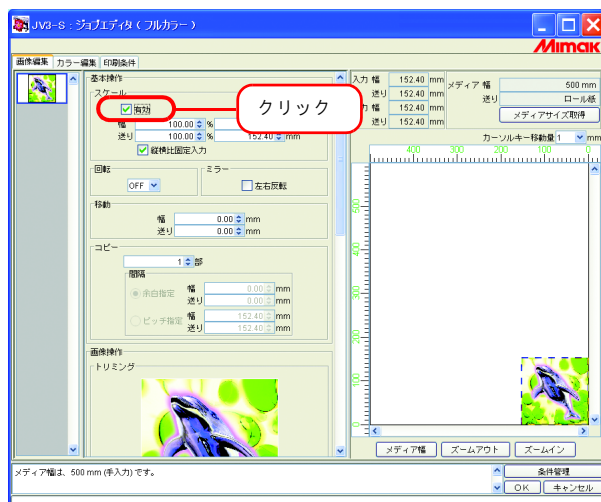 JV3-S : ジョブエディタ ( フルカラー )
Mimaki
画像編集 カラー編集 印刷条件
基本操作
スケール
有効
クリック
幅 100.00 %
送り 100.00 % 152.40 mm
縦横比固定入力
回転
OFF
ミラー
左右反転
移動
幅 0.00 mm
送り 0.00 mm
コピー
1 部
間隔
余白指定 幅 0.00 mm
送り 0.00 mm
ピッチ指定 幅 152.40 mm
送り 152.40 mm
画像操作
トリミング
入力 幅 152.40 mm
送り 152.40 mm
力 幅 152.40 mm
送り 152.40 mm
メディア 幅 500 mm
送り ロール紙
メディアサイズ取得
カーソルキー移動量 1 mm
400 300 200 100 0
500
400
300
200
100
0
メディア幅 ズームアウト ズームイン
メディア幅は、500 mm (手入力) です。
条件管理
OK キャンセル